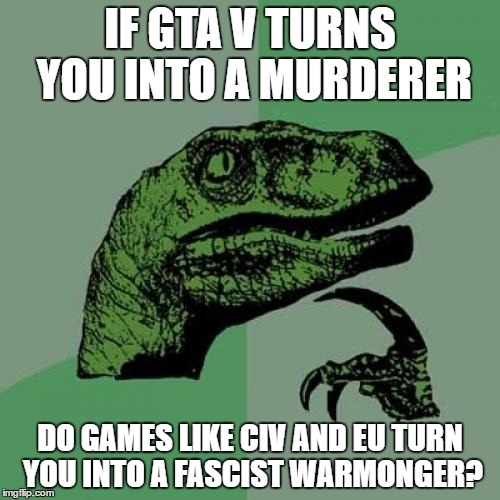 IF GTA V TURNS
YOU INTO A MURDERER
DO GAMES LIKE CIV AND EU TURN
YOU INTO A FASCIST WARMONGER?
imgflip.com